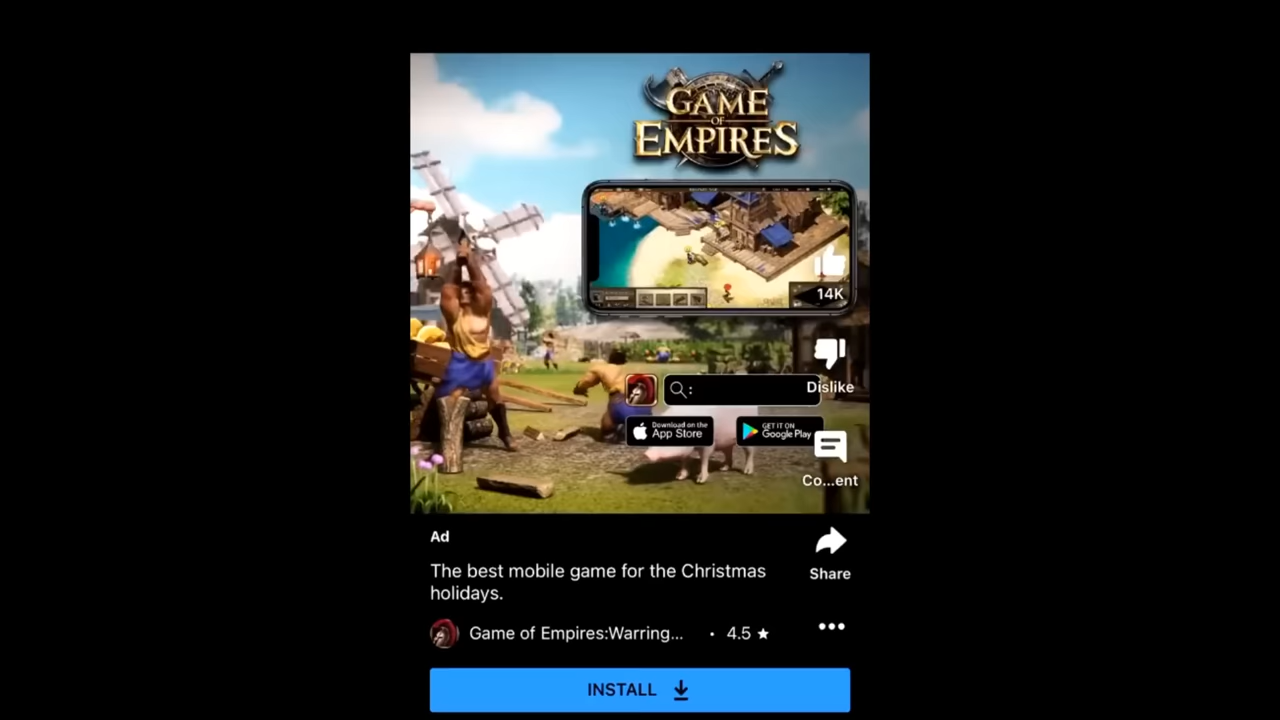 GAME
OF
EMPIRES
14K
Dislike
:
Download on the
App Store
GET IT ON
Google Play
Co...ent
Ad
The best mobile game for the Christmas
holidays.
Share
Game of Empires:Warring... • 4.5 ★
INSTALL